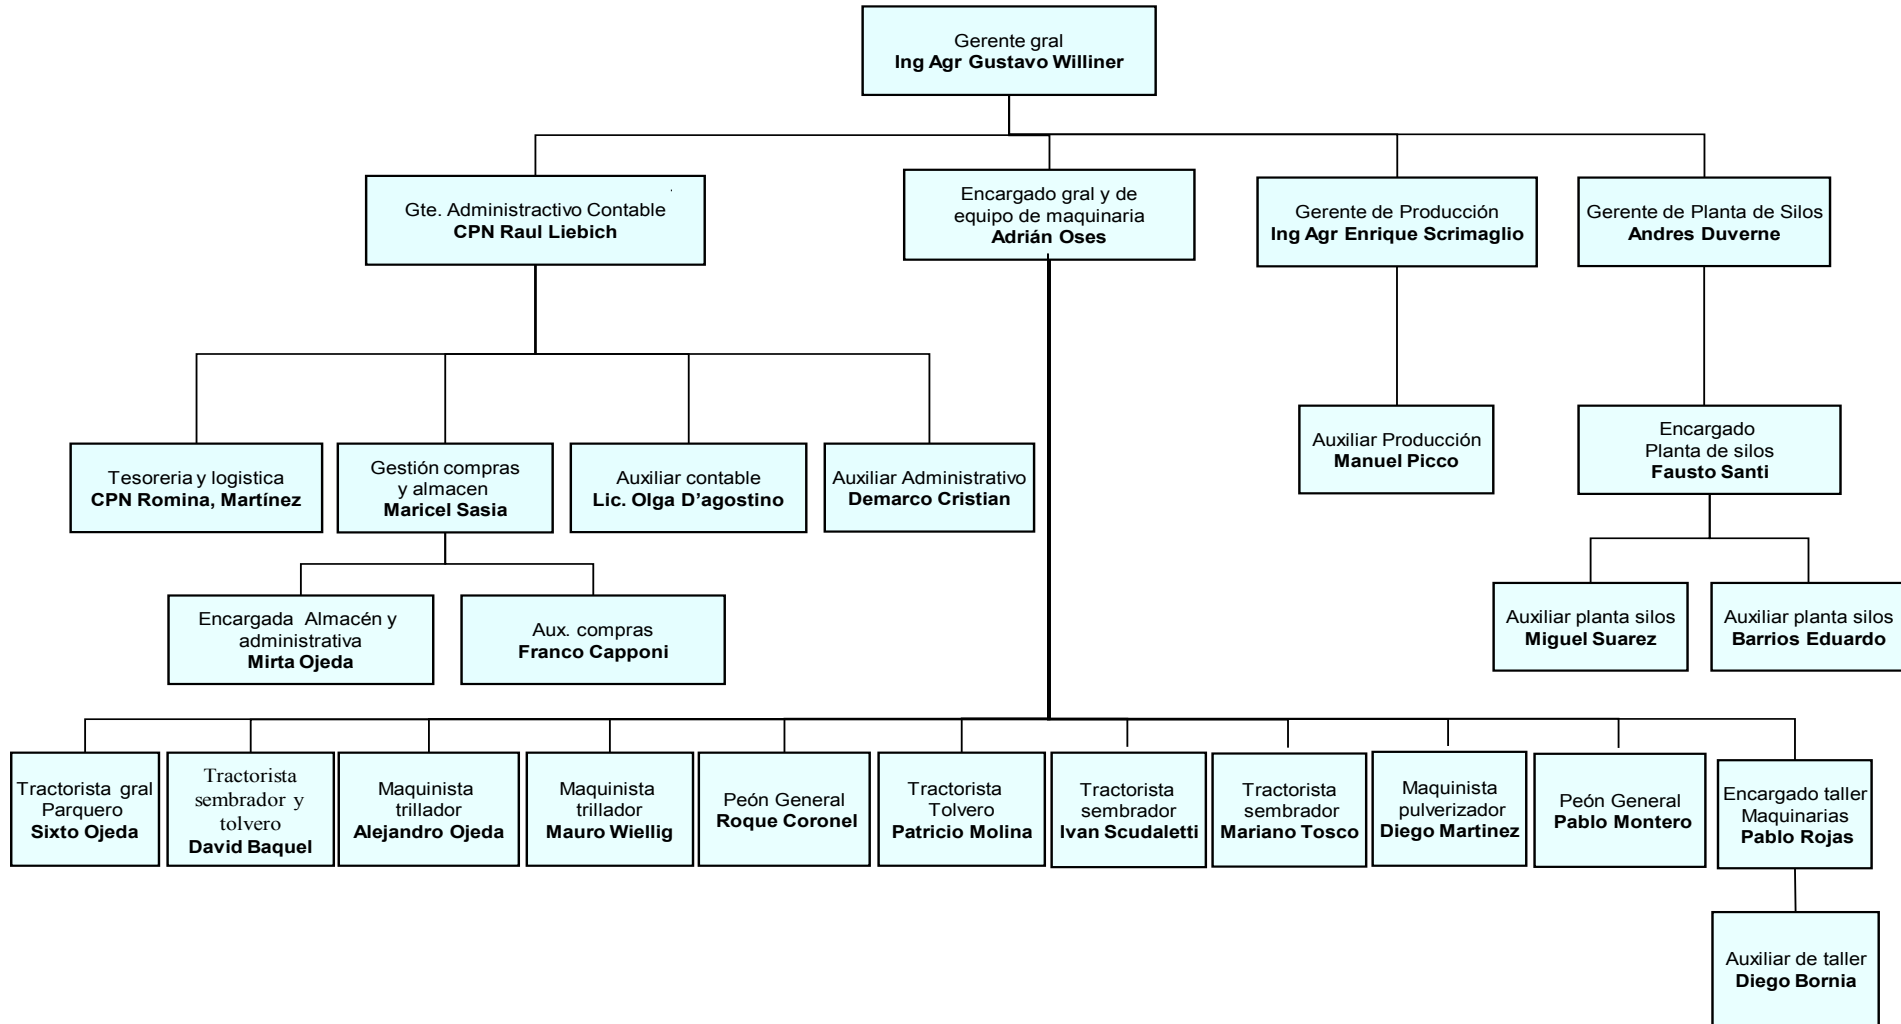 Gerente gral
Ing Agr Gustavo Williner
Gte. Administractivo Contable
CPN Raul Liebich
Encargado gral y de
equipo de maquinaria
Adrián Oses
Gerente de Producción
Ing Agr Enrique Scrimaglio
Gerente de Planta de Silos
Andres Duverne
Tesoreria y logistica
CPN Romina, Martínez
Gestión compras
y almacen
Maricel Sasia
Auxiliar contable
Lic. Olga D’agostino
Auxiliar Administrativo
Demarco Cristian
Auxiliar Producción
Manuel Picco
Encargado
Planta de silos
Fausto Santi
Encargada Almacén y
administrativa
Mirta Ojeda
Aux. compras
Franco Capponi
Auxiliar planta silos
Miguel Suarez
Auxiliar planta silos
Barrios Eduardo
Tractorista gral
Parquero
Sixto Ojeda
Tractorista
sembrador y
tolvero
David Baquel
Maquinista
trillador
Alejandro Ojeda
Maquinista
trillador
Mauro Wiellig
Peón General
Roque Coronel
Tractorista
Tolvero
Patricio Molina
Tractorista
sembrador
Ivan Scudaletti
Tractorista
sembrador
Mariano Tosco
Maquinista
pulverizador
Diego Martinez
Peón General
Pablo Montero
Encargado taller
Maquinarias
Pablo Rojas
Auxiliar de taller
Diego Bornia